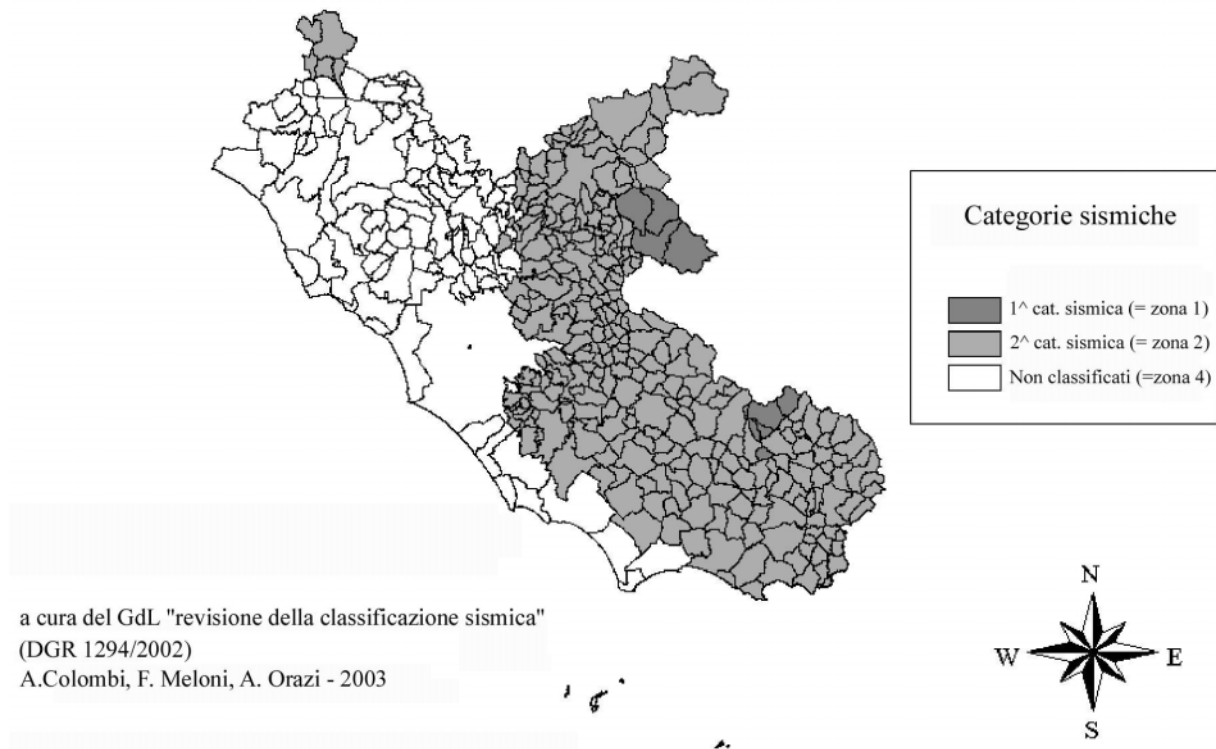 Categorie sismiche
1^ cat. sismica (= zona 1)
2^ cat. sismica (= zona 2)
Non classificati (=zona 4)
a cura del GdL "revisione della classificazione sismica"
(DGR 1294/2002)
A.Colombi, F. Meloni, A. Orazi - 2003
N
W
E
S